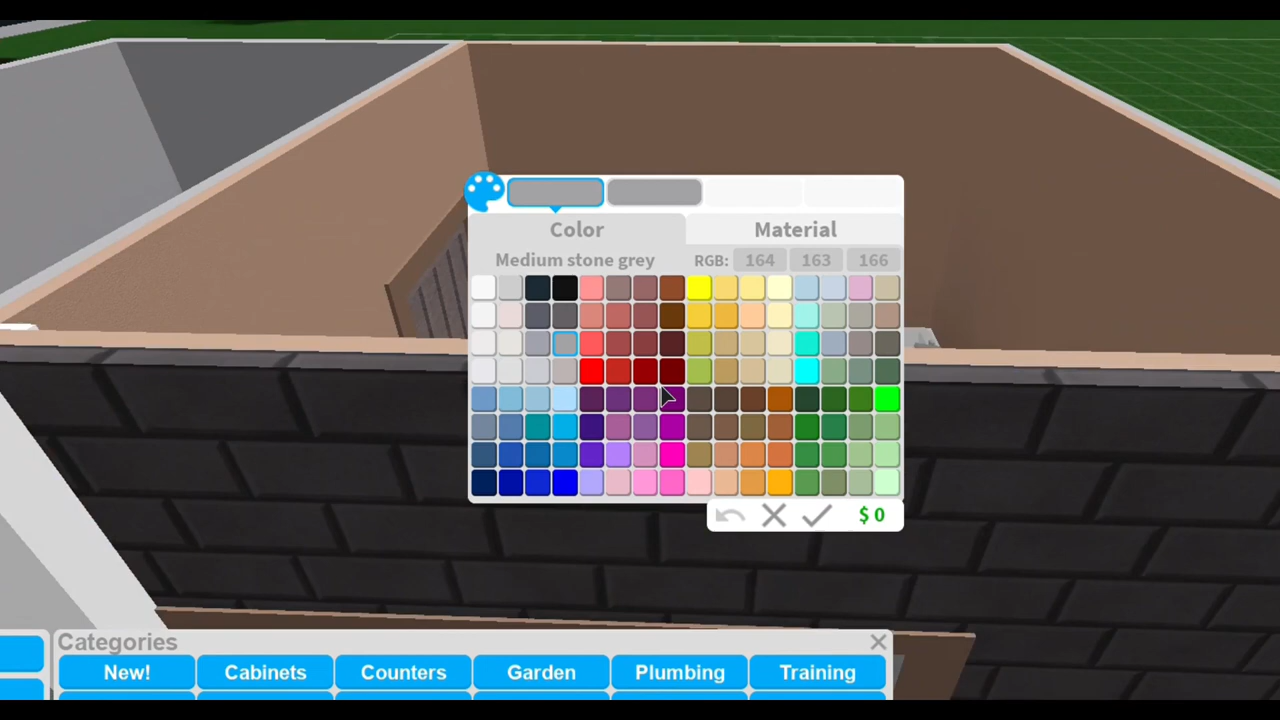 Color
Material
Medium stone grey
RGB: 164 163 166
$ 0
Categories
New! Cabinets Counters Garden Plumbing Training